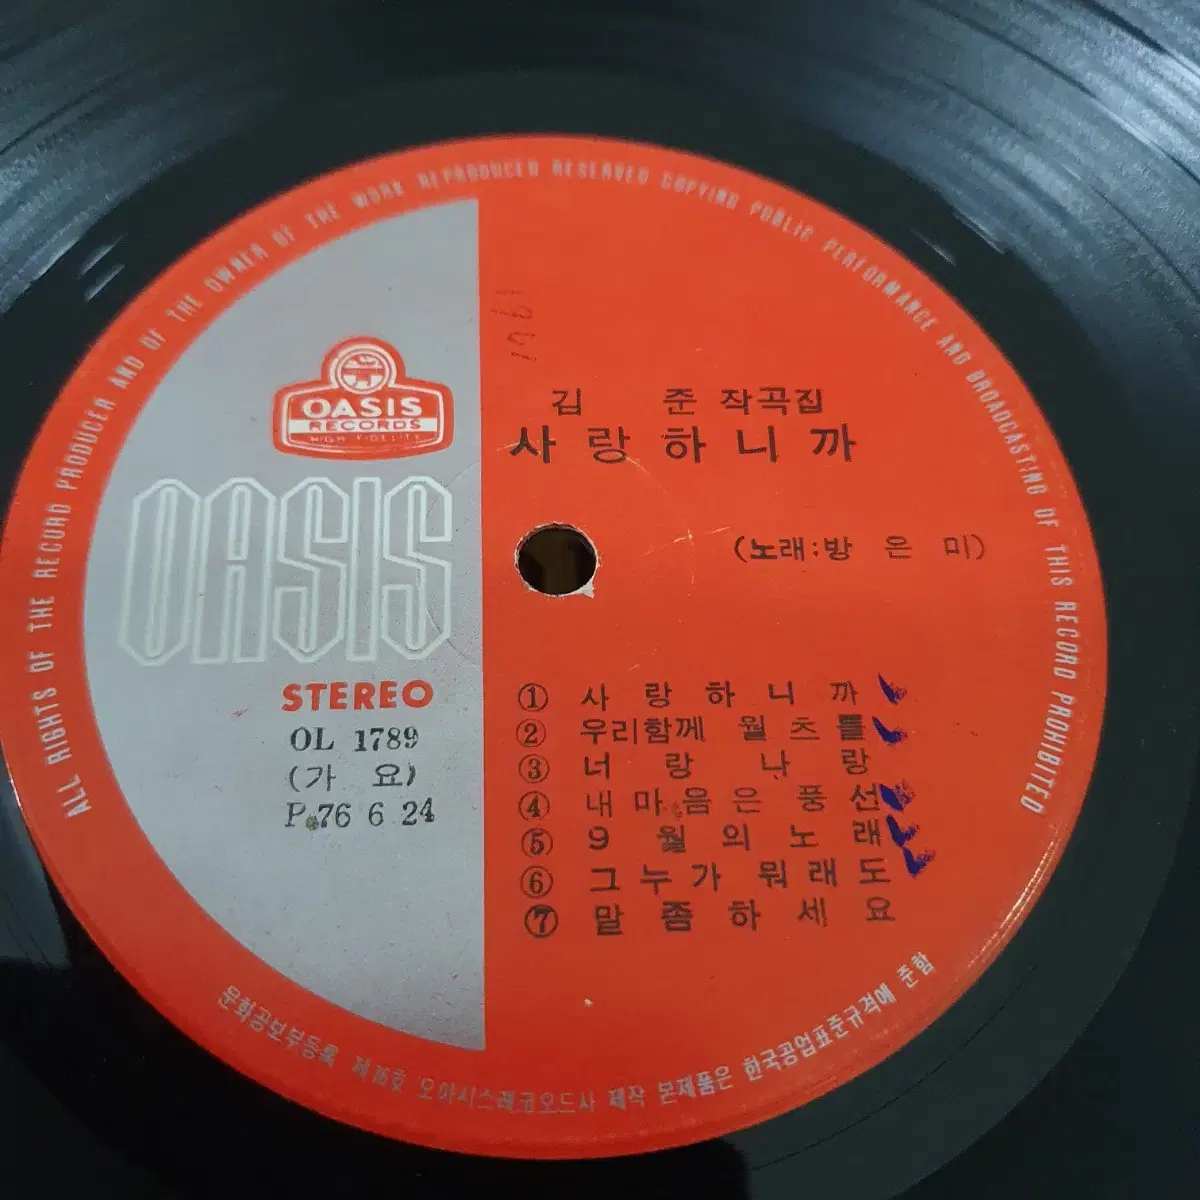 ALL RIGHTS OF THE RECORD PRODUCER AND OF THE OWNER OF THE WORK REPRODUCED RESERVED COPYING PUBLIC PERFORMANCE AND BROADCASTING OF THIS RECORD PROHIBITED
OASIS
RECORDS
HIGH FIDELITY
OASIS
STEREO
OL 1789
(가 요)
P.76 6 24
김 준 작곡집
사랑하니까
(노래:방 은 미)
① 사 랑 하 니 까
② 우리함께 월 츠 를
③ 너 랑 나 랑
④ 내 마 음 은 풍 선
⑤ 9 월 의 노 래
⑥ 그 누 가 뭐 래 도
⑦ 말 좀 하 세 요
문화공보부등록 제16호 오아시스레코오드사 제작 본제품은 한국공업표준규격에 준함